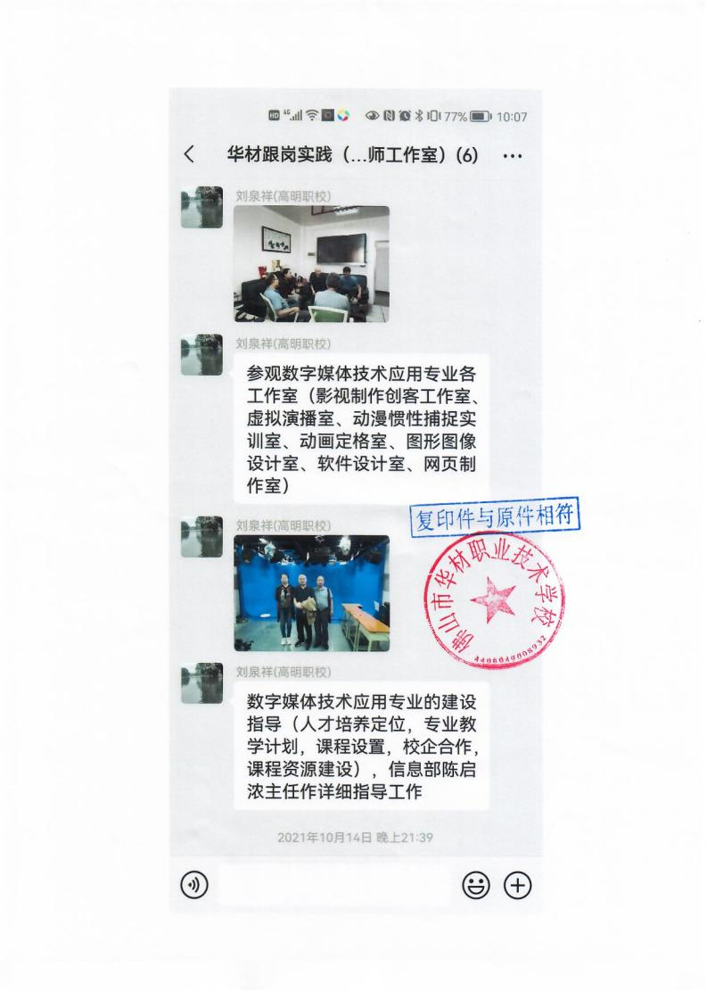 HD 4G 77% 10:07
华材跟岗实践（...师工作室）(6)
刘泉祥(高明职校)
刘泉祥(高明职校)
参观数字媒体技术应用专业各
工作室（影视制作创客工作室、
虚拟演播室、动漫惯性捕捉实
训室、动画定格室、图形图像
设计室、软件设计室、网页制
作室）
复印件与原件相符
刘泉祥(高明职校)
佛山市华材职业技术学校
4406049008932
刘泉祥(高明职校)
数字媒体技术应用专业的建设
指导（人才培养定位，专业教
学计划，课程设置，校企合作，
课程资源建设），信息部陈启
浓主任作详细指导工作
2021年10月14日 晚上21:39